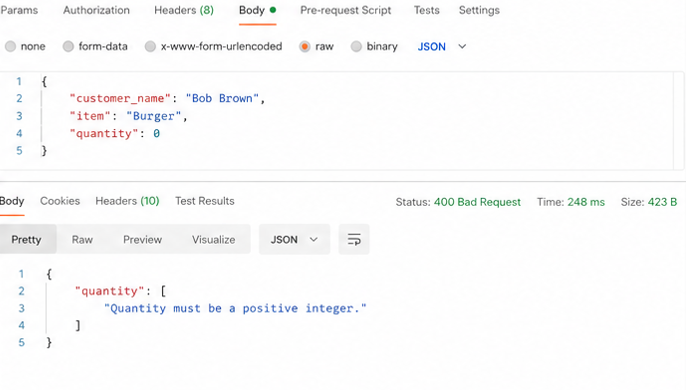 Params Authorization Headers (8) Body Pre-request Script Tests Settings
none form-data x-www-form-urlencoded raw binary JSON
1 {
2 "customer_name": "Bob Brown",
3 "item": "Burger",
4 "quantity": 0
5 }
Body Cookies Headers (10) Test Results Status: 400 Bad Request Time: 248 ms Size: 423 B
Pretty Raw Preview Visualize JSON
1 {
2 "quantity": [
3 "Quantity must be a positive integer."
4 ]
5 }